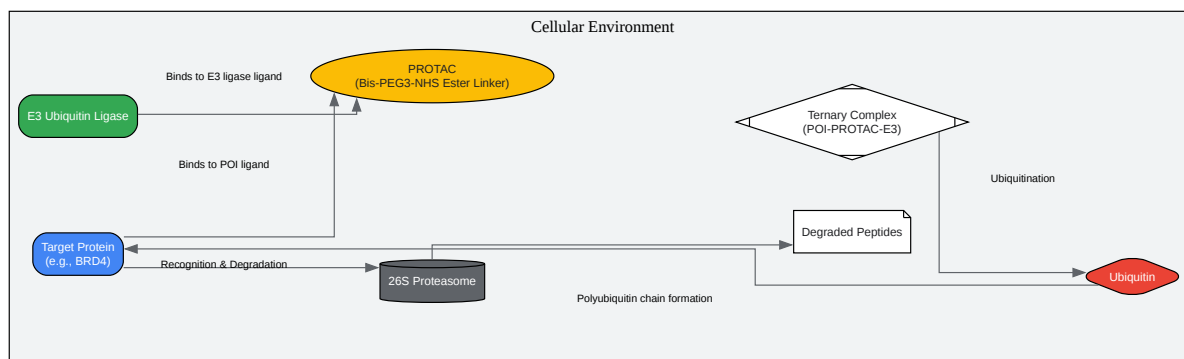 Cellular Environment
Binds to E3 ligase ligand
PROTAC
(Bis-PEG3-NHS Ester Linker)
E3 Ubiquitin Ligase
Ternary Complex
(POI-PROTAC-E3)
Binds to POI ligand
Ubiquitination
Degraded Peptides
Target Protein
(e.g., BRD4)
Recognition & Degradation
26S Proteasome
Ubiquitin
Polyubiquitin chain formation